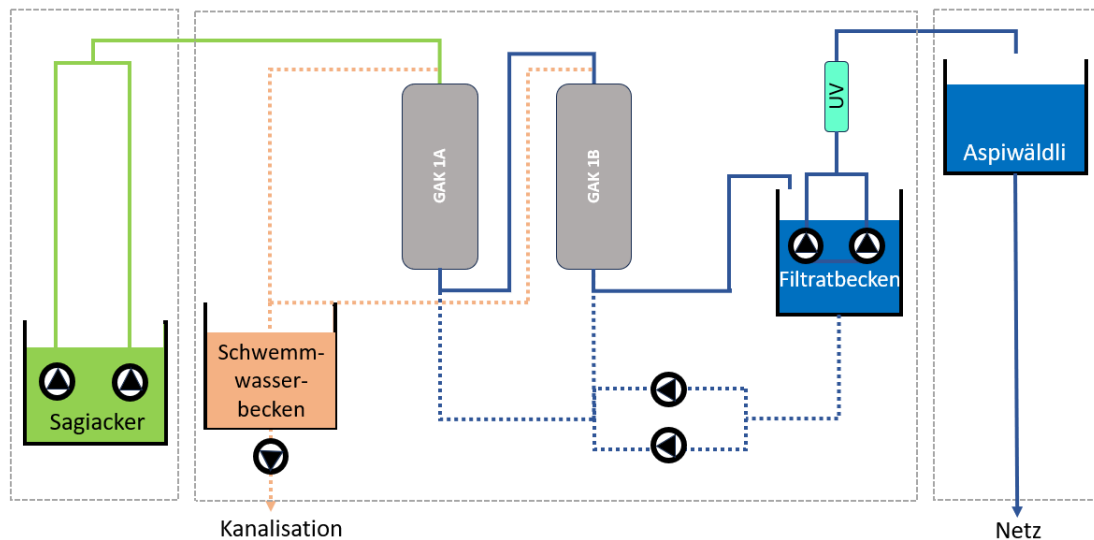 GAK 1A
GAK 1B
UV
Aspiwäldli
Filtratbecken
Schwemm-
wasser-
becken
Sagiacker
Kanalisation
Netz